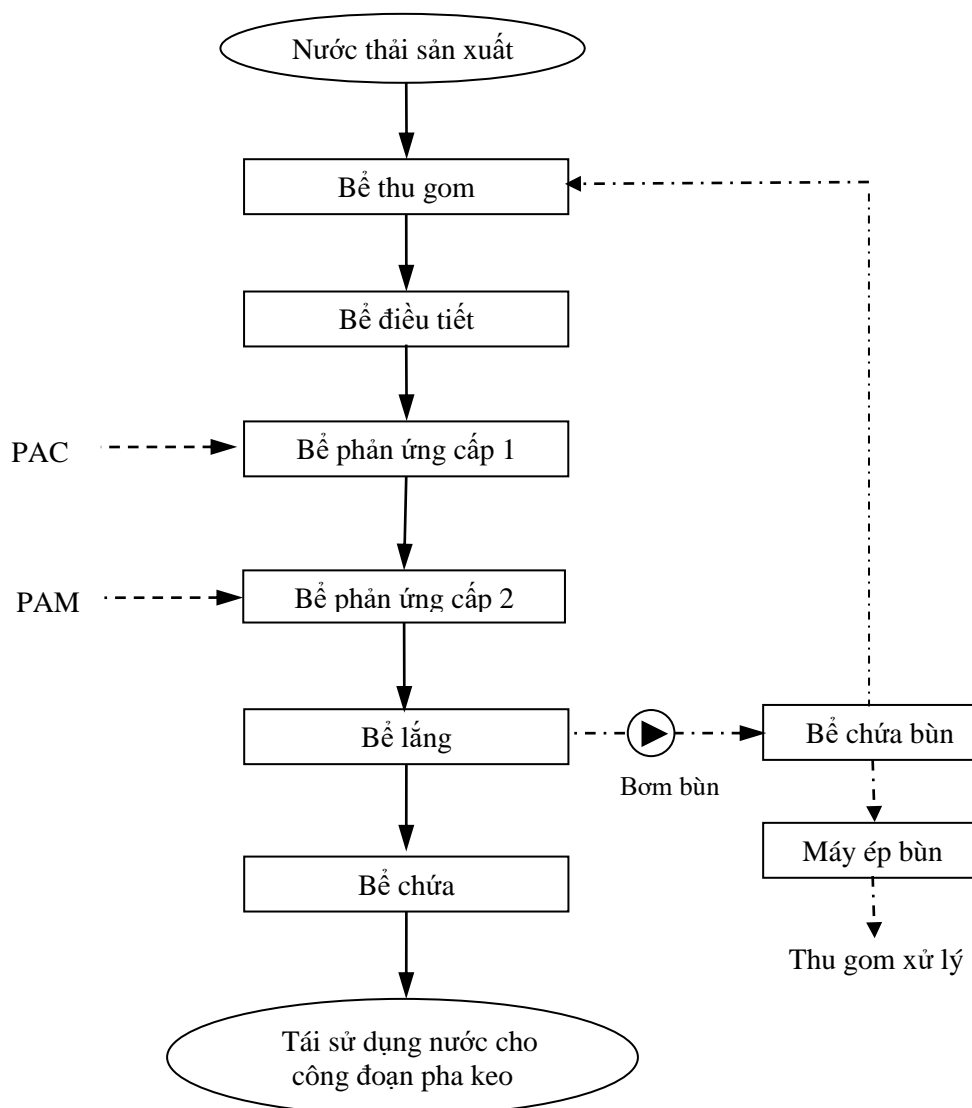 Nước thải sản xuất
Bể thu gom
Bể điều tiết
PAC
Bể phản ứng cấp 1
PAM
Bể phản ứng cấp 2
Bể lắng
Bể chứa bùn
Bơm bùn
Máy ép bùn
Bể chứa
Thu gom xử lý
Tái sử dụng nước cho
công đoạn pha keo